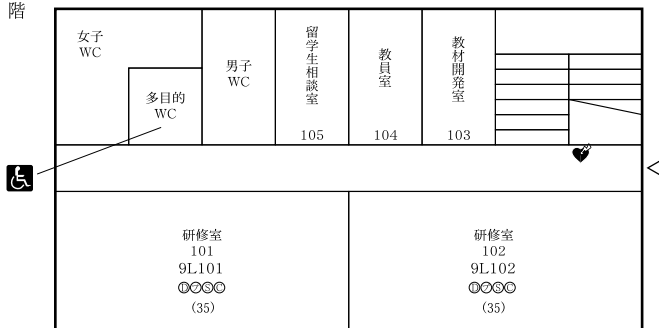 階
女子
WC
多目的
WC
男子
WC
留学生相談室
105
教員室
104
教材開発室
103
研修室
101
9L101
ⒹⓅⓈⒸ
(35)
研修室
102
9L102
ⒹⓅⓈⒸ
(35)